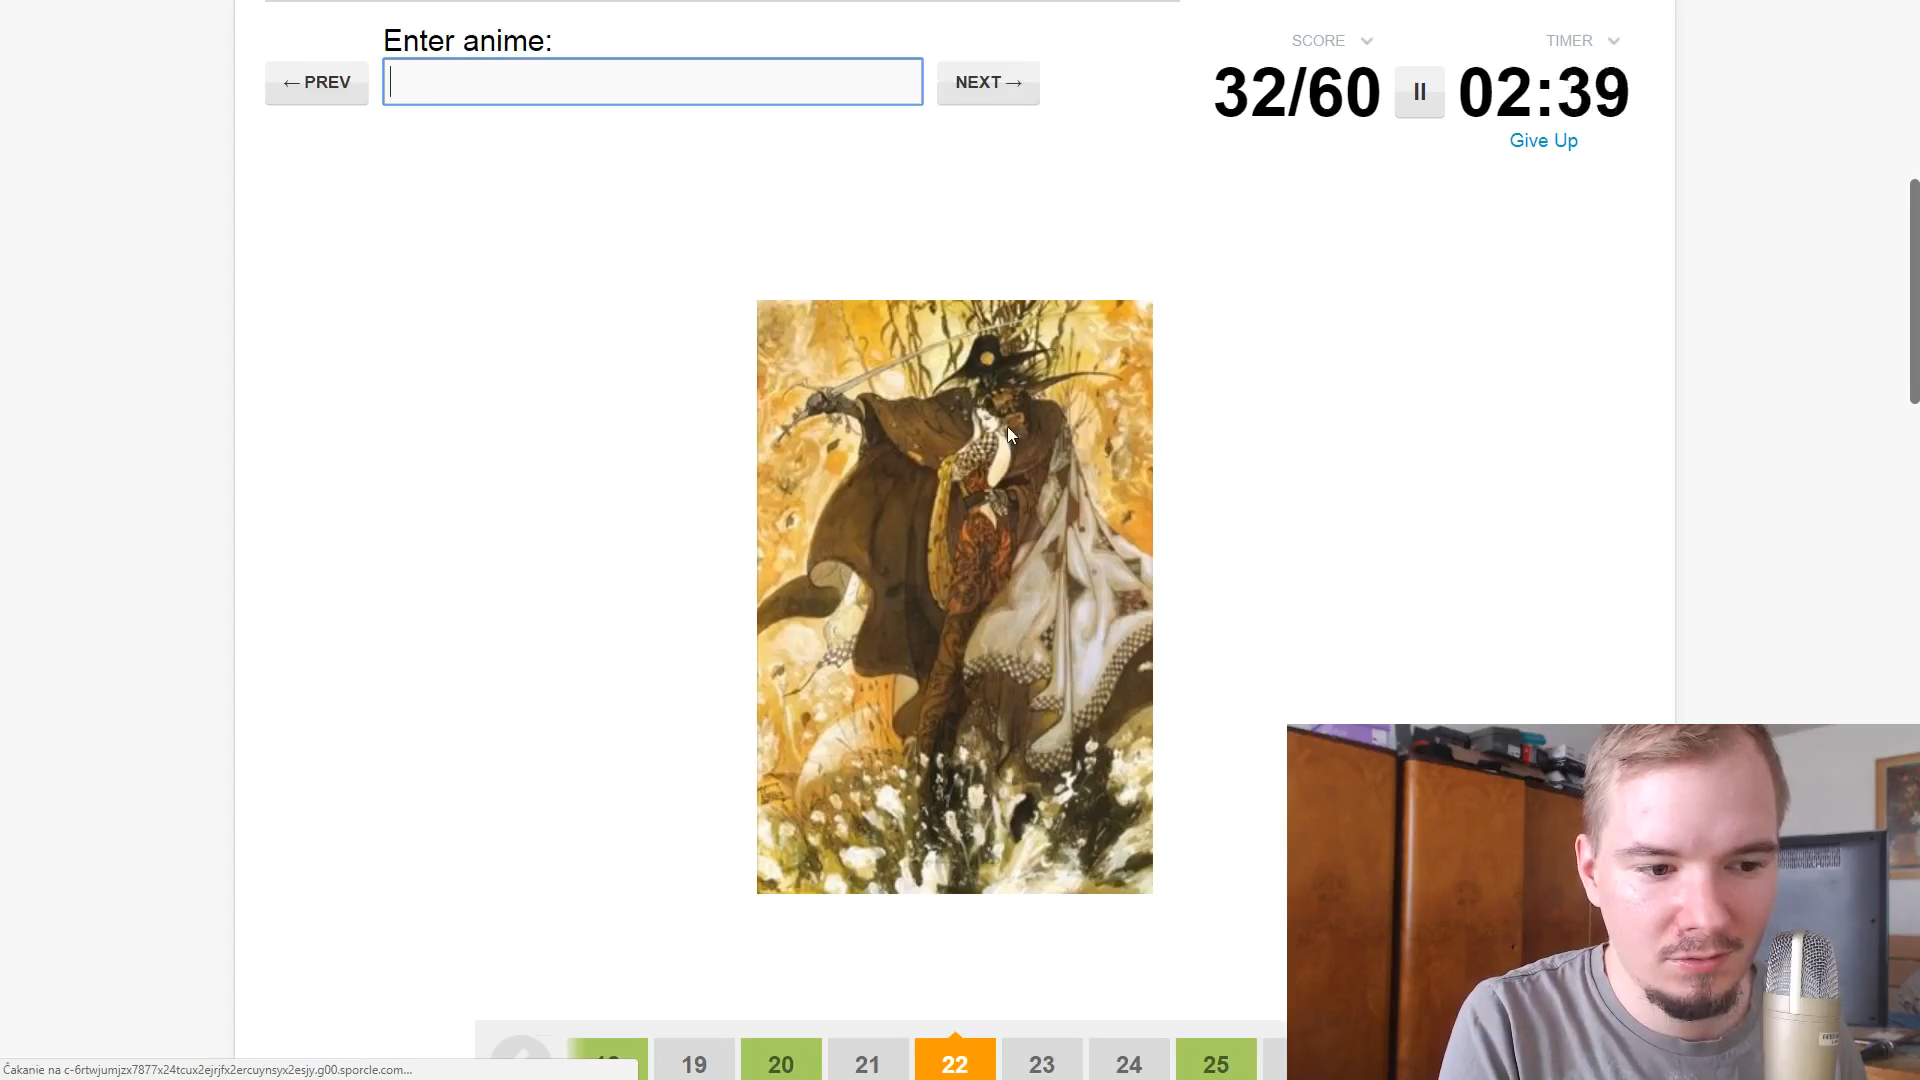 Enter anime:
← PREV
NEXT →
SCORE
32/60
TIMER
02:39
Give Up
19
20
21
22
23
24
25
Čakanie na c-6rtwjumjzx7877x24tcux2ejrjfx2ercuynsyx2esjy.g00.sporcle.com...